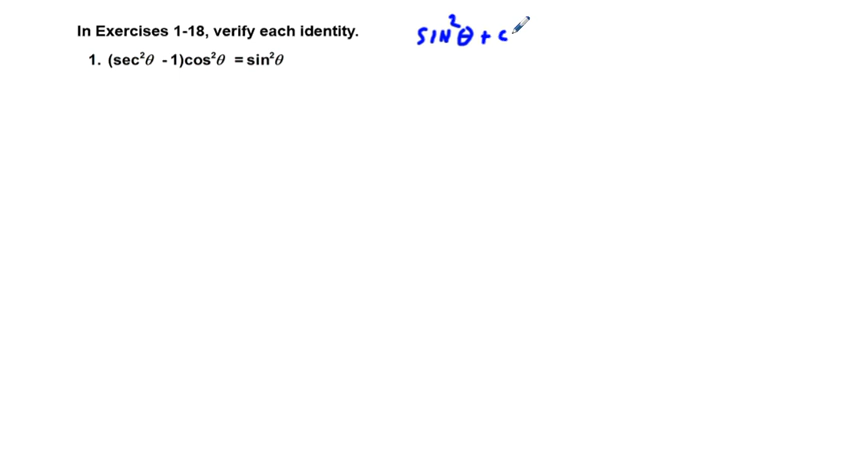 In Exercises 1-18, verify each identity.
SIN²θ + c
1. (sec²θ - 1)cos²θ = sin²θ